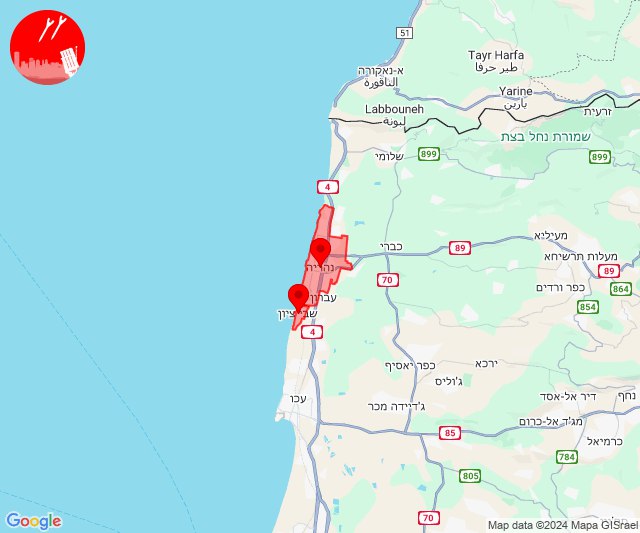 51
Tayr Harfa
طير حرفا
א-נאקורה
الناقورة
Yarine
يارين
Labbouneh
לבונה
זרעית
שמורת נחל בצת
שלומי
899
899
4
מעיליא
כברי
89
מעלות תרשיחא
נהריה
89
70
כפר ורדים
864
עברון
854
שבי ציון
4
ירכא
כפר יאסיף
ג'וליס
נחף
עכו
דיר אל-אסד
ג'דיידה מכר
מג'ד אל-כרום
85
כרמיאל
784
805
70
Google
Map data ©2024 Mapa GISrael